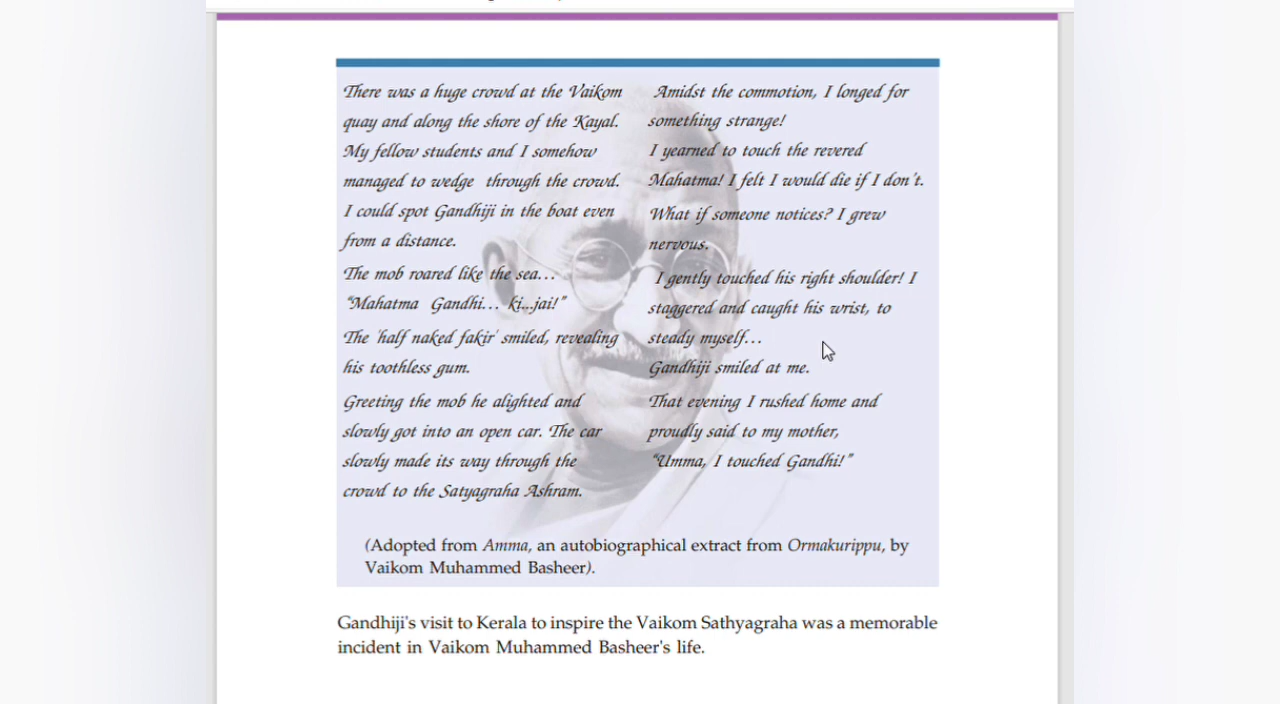 There was a huge crowd at the Vaikom
quay and along the shore of the Kayal.
My fellow students and I somehow
managed to wedge through the crowd.
I could spot Gandhiji in the boat even
from a distance.
The mob roared like the sea...
"Mahatma Gandhi... ki...jai!"
The 'half naked fakir' smiled, revealing
his toothless gum.
Greeting the mob he alighted and
slowly got into an open car. The car
slowly made its way through the
crowd to the Satyagraha Ashram.
Amidst the commotion, I longed for
something strange!
I yearned to touch the revered
Mahatma! I felt I would die if I don't.
What if someone notices? I grew
nervous.
I gently touched his right shoulder! I
staggered and caught his wrist, to
steady myself...
Gandhiji smiled at me.
That evening I rushed home and
proudly said to my mother,
"Umma, I touched Gandhi!"
(Adopted from Amma, an autobiographical extract from Ormakurippu, by
Vaikom Muhammed Basheer).
Gandhiji's visit to Kerala to inspire the Vaikom Sathyagraha was a memorable
incident in Vaikom Muhammed Basheer's life.